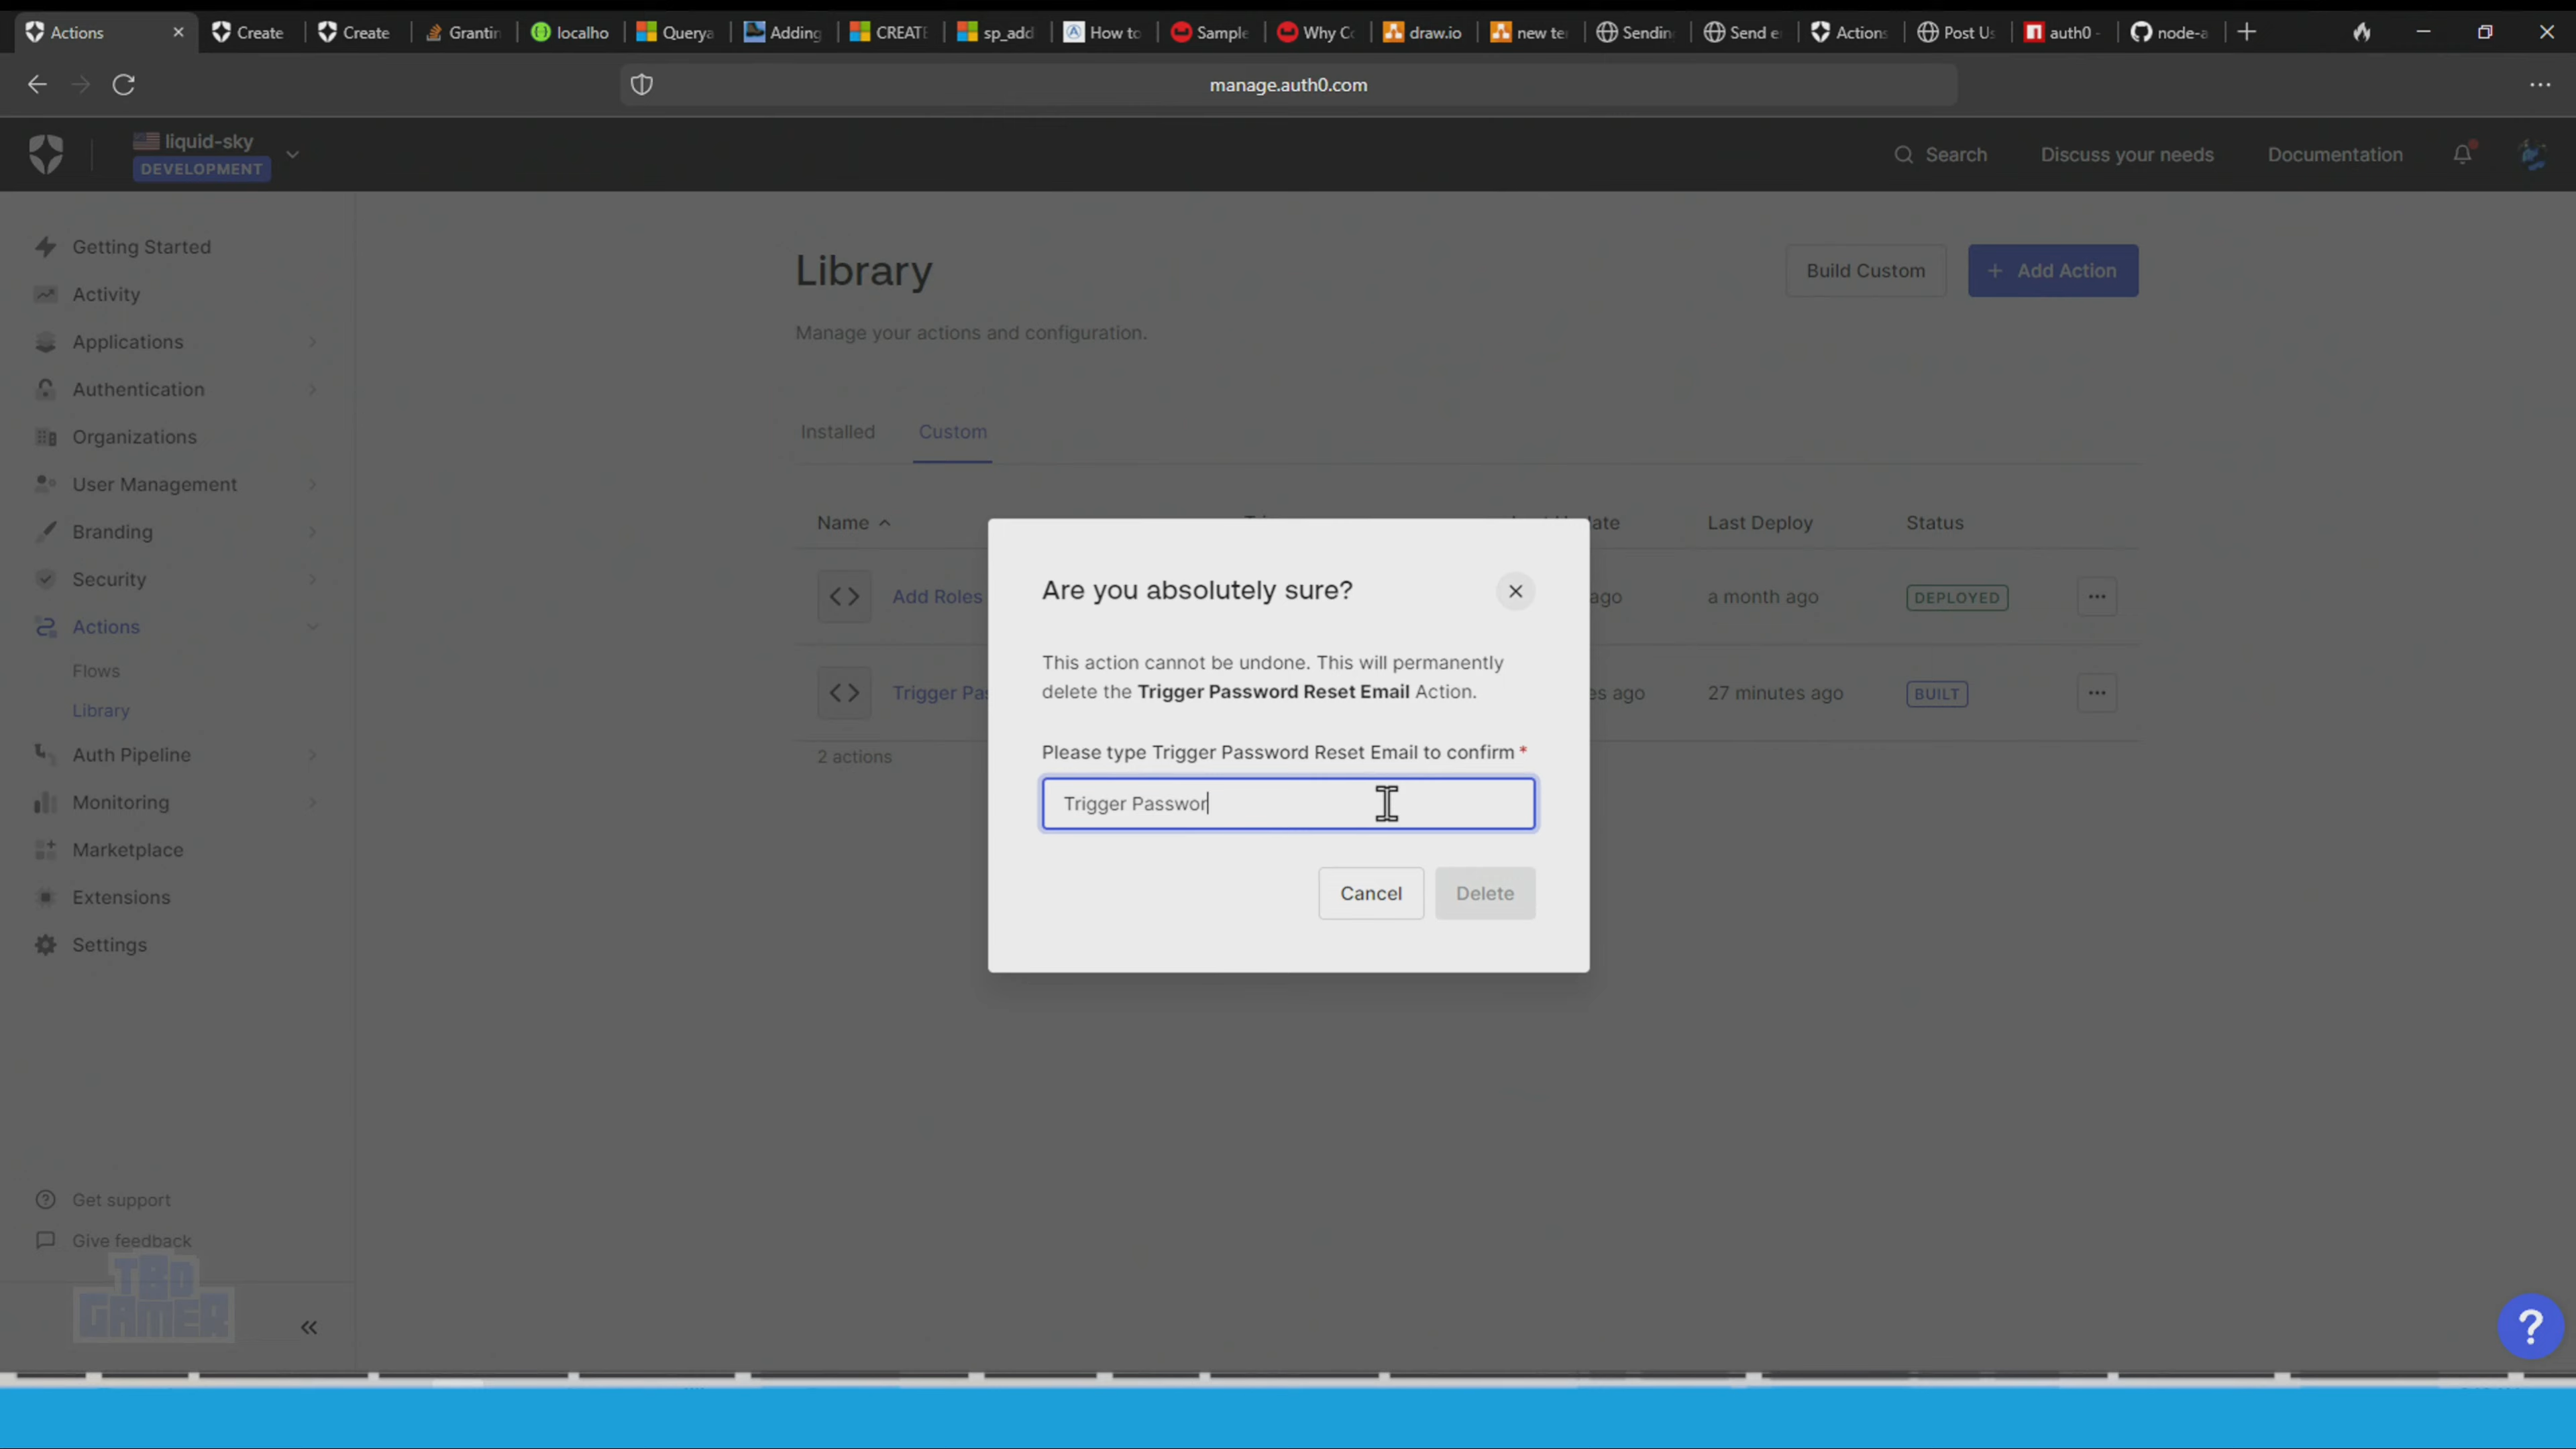 Actions
Create
Create
Grantin
localho
Querya
Adding
CREATE
sp_add
How to
Sample
Why Co
draw.io
new te
Sendin
Send e
Actions
Post Us
auth0 -
node-a
manage.auth0.com
liquid-sky
DEVELOPMENT
Search
Discuss your needs
Documentation
Getting Started
Activity
Applications
Authentication
Organizations
User Management
Branding
Security
Actions
Flows
Library
Auth Pipeline
Monitoring
Marketplace
Extensions
Settings
Get support
Give feedback
TBD
GAMER
Library
Build Custom
+ Add Action
Manage your actions and configuration.
Installed
Custom
Name
Last Deploy
Status
Add Roles
ago
a month ago
DEPLOYED
Trigger Pas
es ago
27 minutes ago
BUILT
2 actions
Are you absolutely sure?
This action cannot be undone. This will permanently
delete the Trigger Password Reset Email Action.
Please type Trigger Password Reset Email to confirm *
Trigger Passwor
Cancel
Delete
?